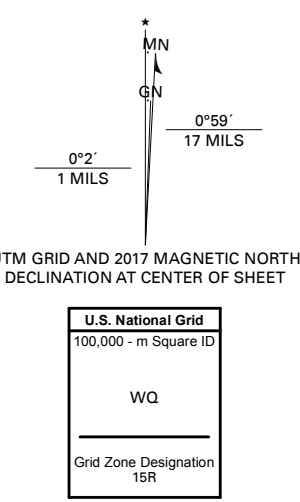 ★
MN
GN
0°59´
17 MILS
0°2´
1 MILS
UTM GRID AND 2017 MAGNETIC NORTH
DECLINATION AT CENTER OF SHEET
U.S. National Grid
100,000 - m Square ID
WQ
Grid Zone Designation
15R